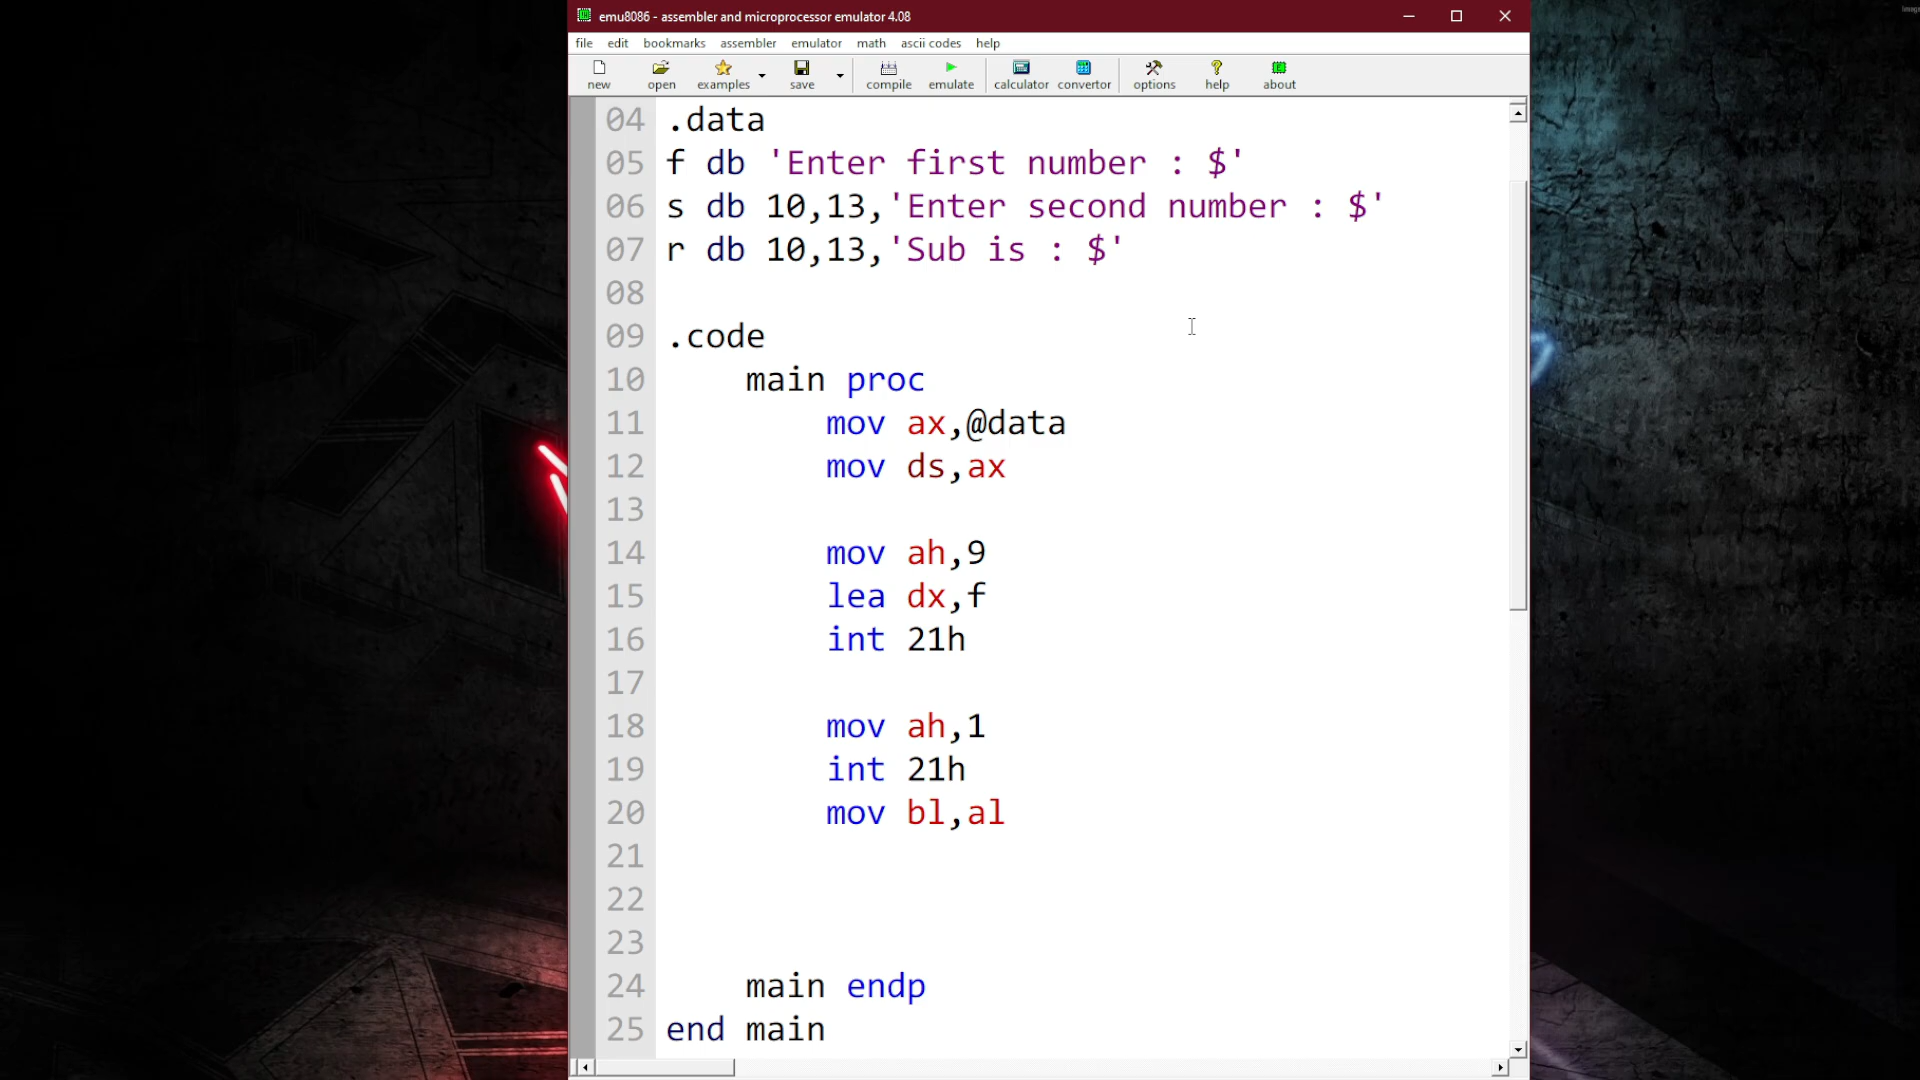 emu8086 - assembler and microprocessor emulator 4.08
file edit bookmarks assembler emulator math ascii codes help
new open examples save compile emulate calculator convertor options help about
04 .data
05 f db 'Enter first number : $'
06 s db 10,13,'Enter second number : $'
07 r db 10,13,'Sub is : $'
08
09 .code
10 main proc
11 mov ax,@data
12 mov ds,ax
13
14 mov ah,9
15 lea dx,f
16 int 21h
17
18 mov ah,1
19 int 21h
20 mov bl,al
21
22
23
24 main endp
25 end main